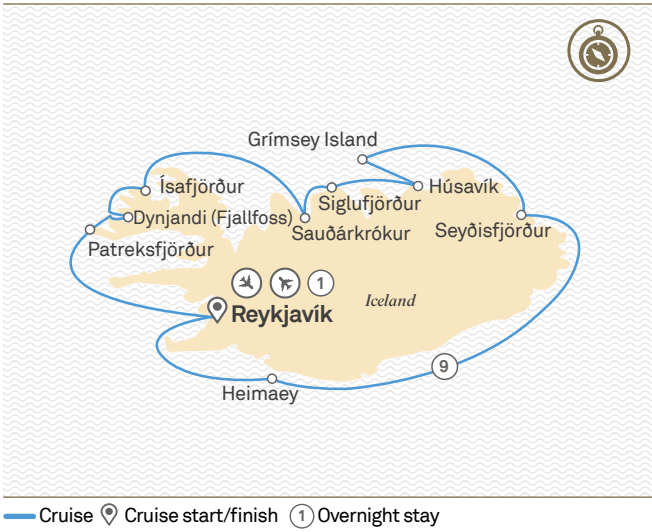 Grímsey Island
Ísafjörður
Húsavík
Siglufjörður
Dynjandi (Fjallfoss)
Sauðárkrókur
Seyðisfjörður
Patreksfjörður
1
Iceland
Reykjavík
9
Heimaey
Cruise Cruise start/finish 1 Overnight stay